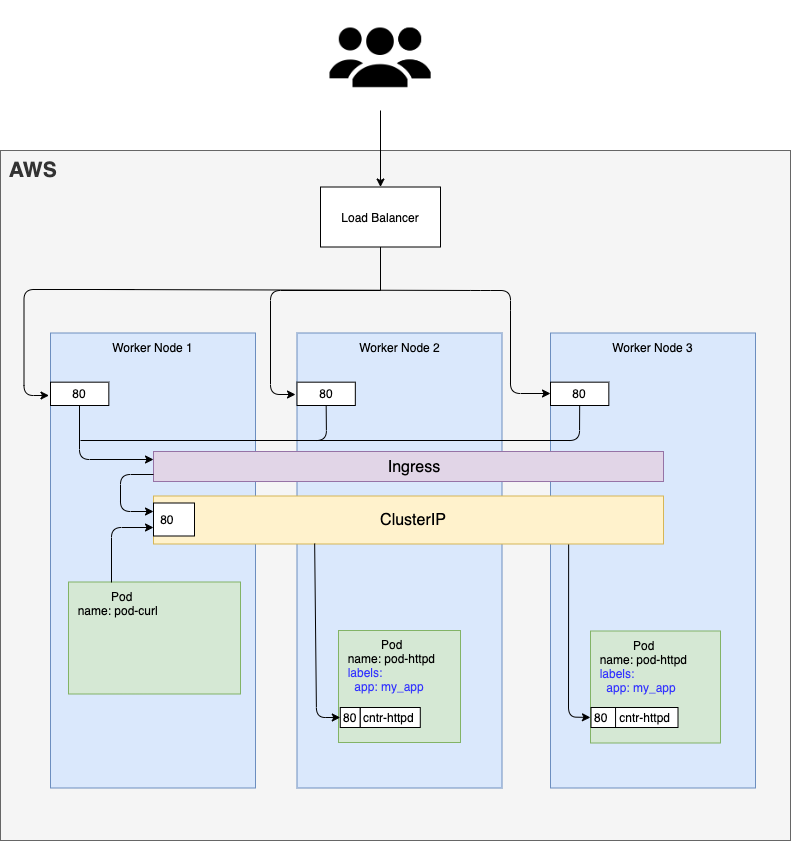 AWS
Load Balancer
Worker Node 1
Worker Node 2
Worker Node 3
80
80
80
Ingress
80
ClusterIP
Pod
name: pod-curl
Pod
name: pod-httpd
labels:
app: my_app
80 cntr-httpd
Pod
name: pod-httpd
labels:
app: my_app
80 cntr-httpd